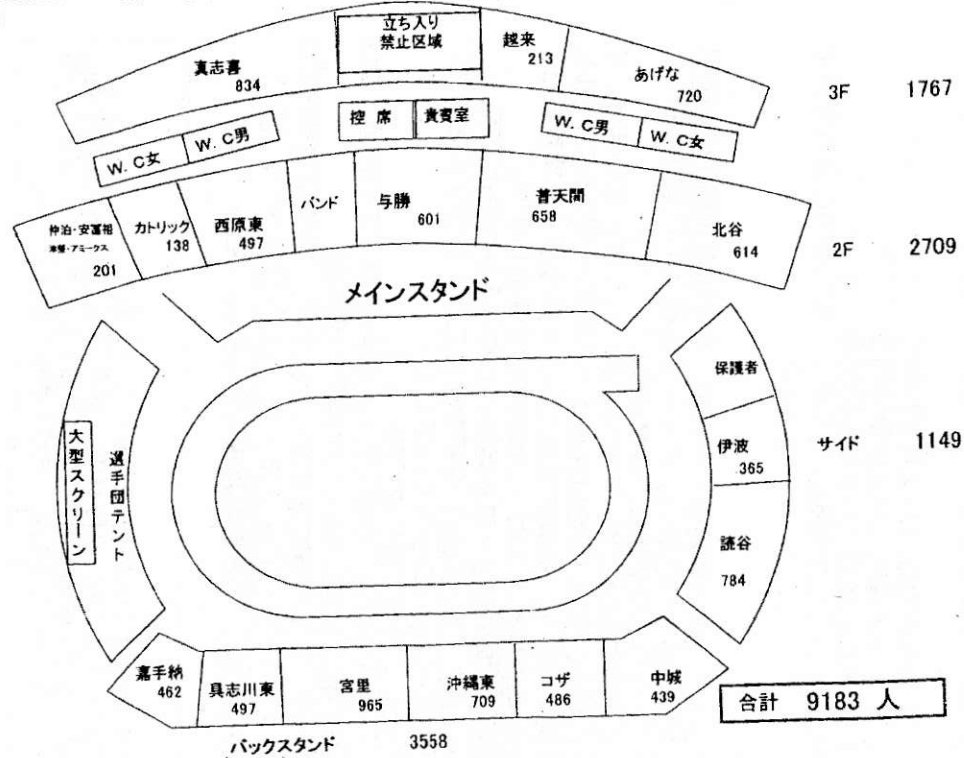 立ち入り
禁止区域
真志喜
834
越来
213
あげな
720
3F 1767
W.C女
W.C男
控席
貴賓室
W.C男
W.C女
仲泊・安富祖
201
カトリック
138
西原東
497
バンド
与勝
601
普天間
658
北谷
614
2F 2709
メインスタンド
大型スクリーン
選手団テント
保護者
伊波
365
サイド 1149
読谷
784
嘉手納
462
具志川東
497
宮里
965
沖縄東
709
コザ
486
中城
439
合計 9183 人
バックスタンド 3558